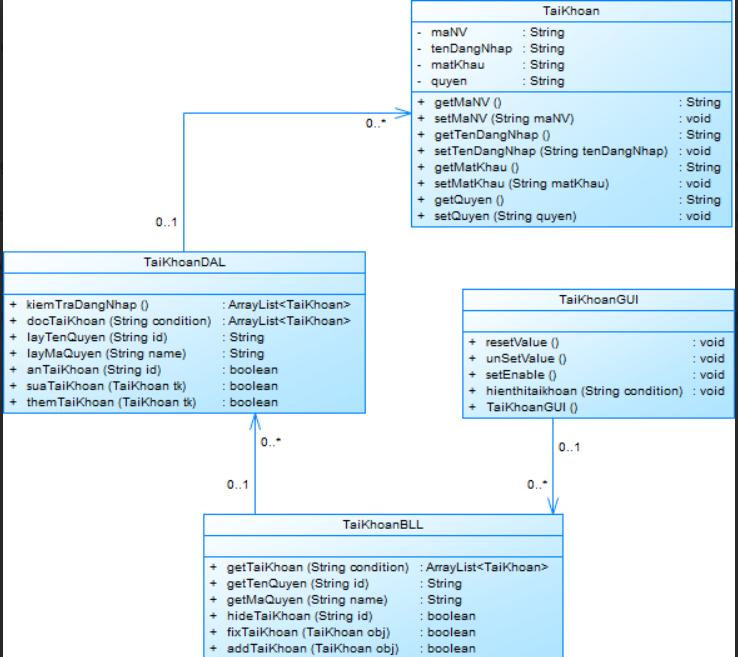 TaiKhoan
- maNV : String
- tenDangNhap : String
- matKhau : String
- quyen : String
+ getMaNV () : String
+ setMaNV (String maNV) : void
+ getTenDangNhap () : String
+ setTenDangNhap (String tenDangNhap) : void
+ getMatKhau () : String
+ setMatKhau (String matKhau) : void
+ getQuyen () : String
+ setQuyen (String quyen) : void
0..*
0..1
TaiKhoanDAL
+ kiemTraDangNhap () : ArrayList<TaiKhoan>
+ docTaiKhoan (String condition) : ArrayList<TaiKhoan>
+ layTenQuyen (String id) : String
+ layMaQuyen (String name) : String
+ anTaiKhoan (String id) : boolean
+ suaTaiKhoan (TaiKhoan tk) : boolean
+ themTaiKhoan (TaiKhoan tk) : boolean
TaiKhoanGUI
+ resetValue () : void
+ unSetValue () : void
+ setEnable () : void
+ hienthitaikhoan (String condition) : void
+ TaiKhoanGUI ()
0..*
0..1
0..1
0..*
TaiKhoanBLL
+ getTaiKhoan (String condition) : ArrayList<TaiKhoan>
+ getTenQuyen (String id) : String
+ getMaQuyen (String name) : String
+ hideTaiKhoan (String id) : boolean
+ fixTaiKhoan (TaiKhoan obj) : boolean
+ addTaiKhoan (TaiKhoan obj) : boolean